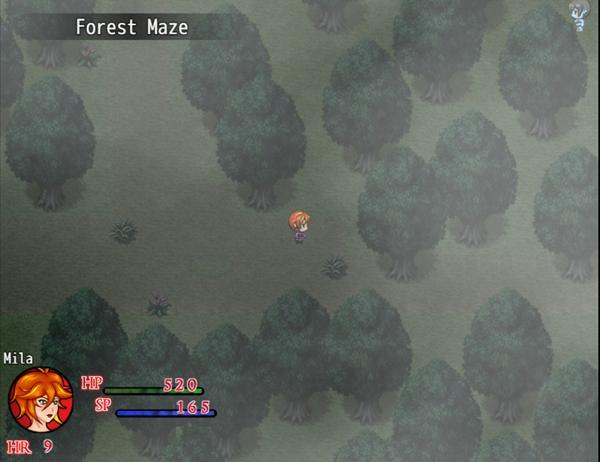 Forest Maze
Mila
HP 520
SP 165
HR 9